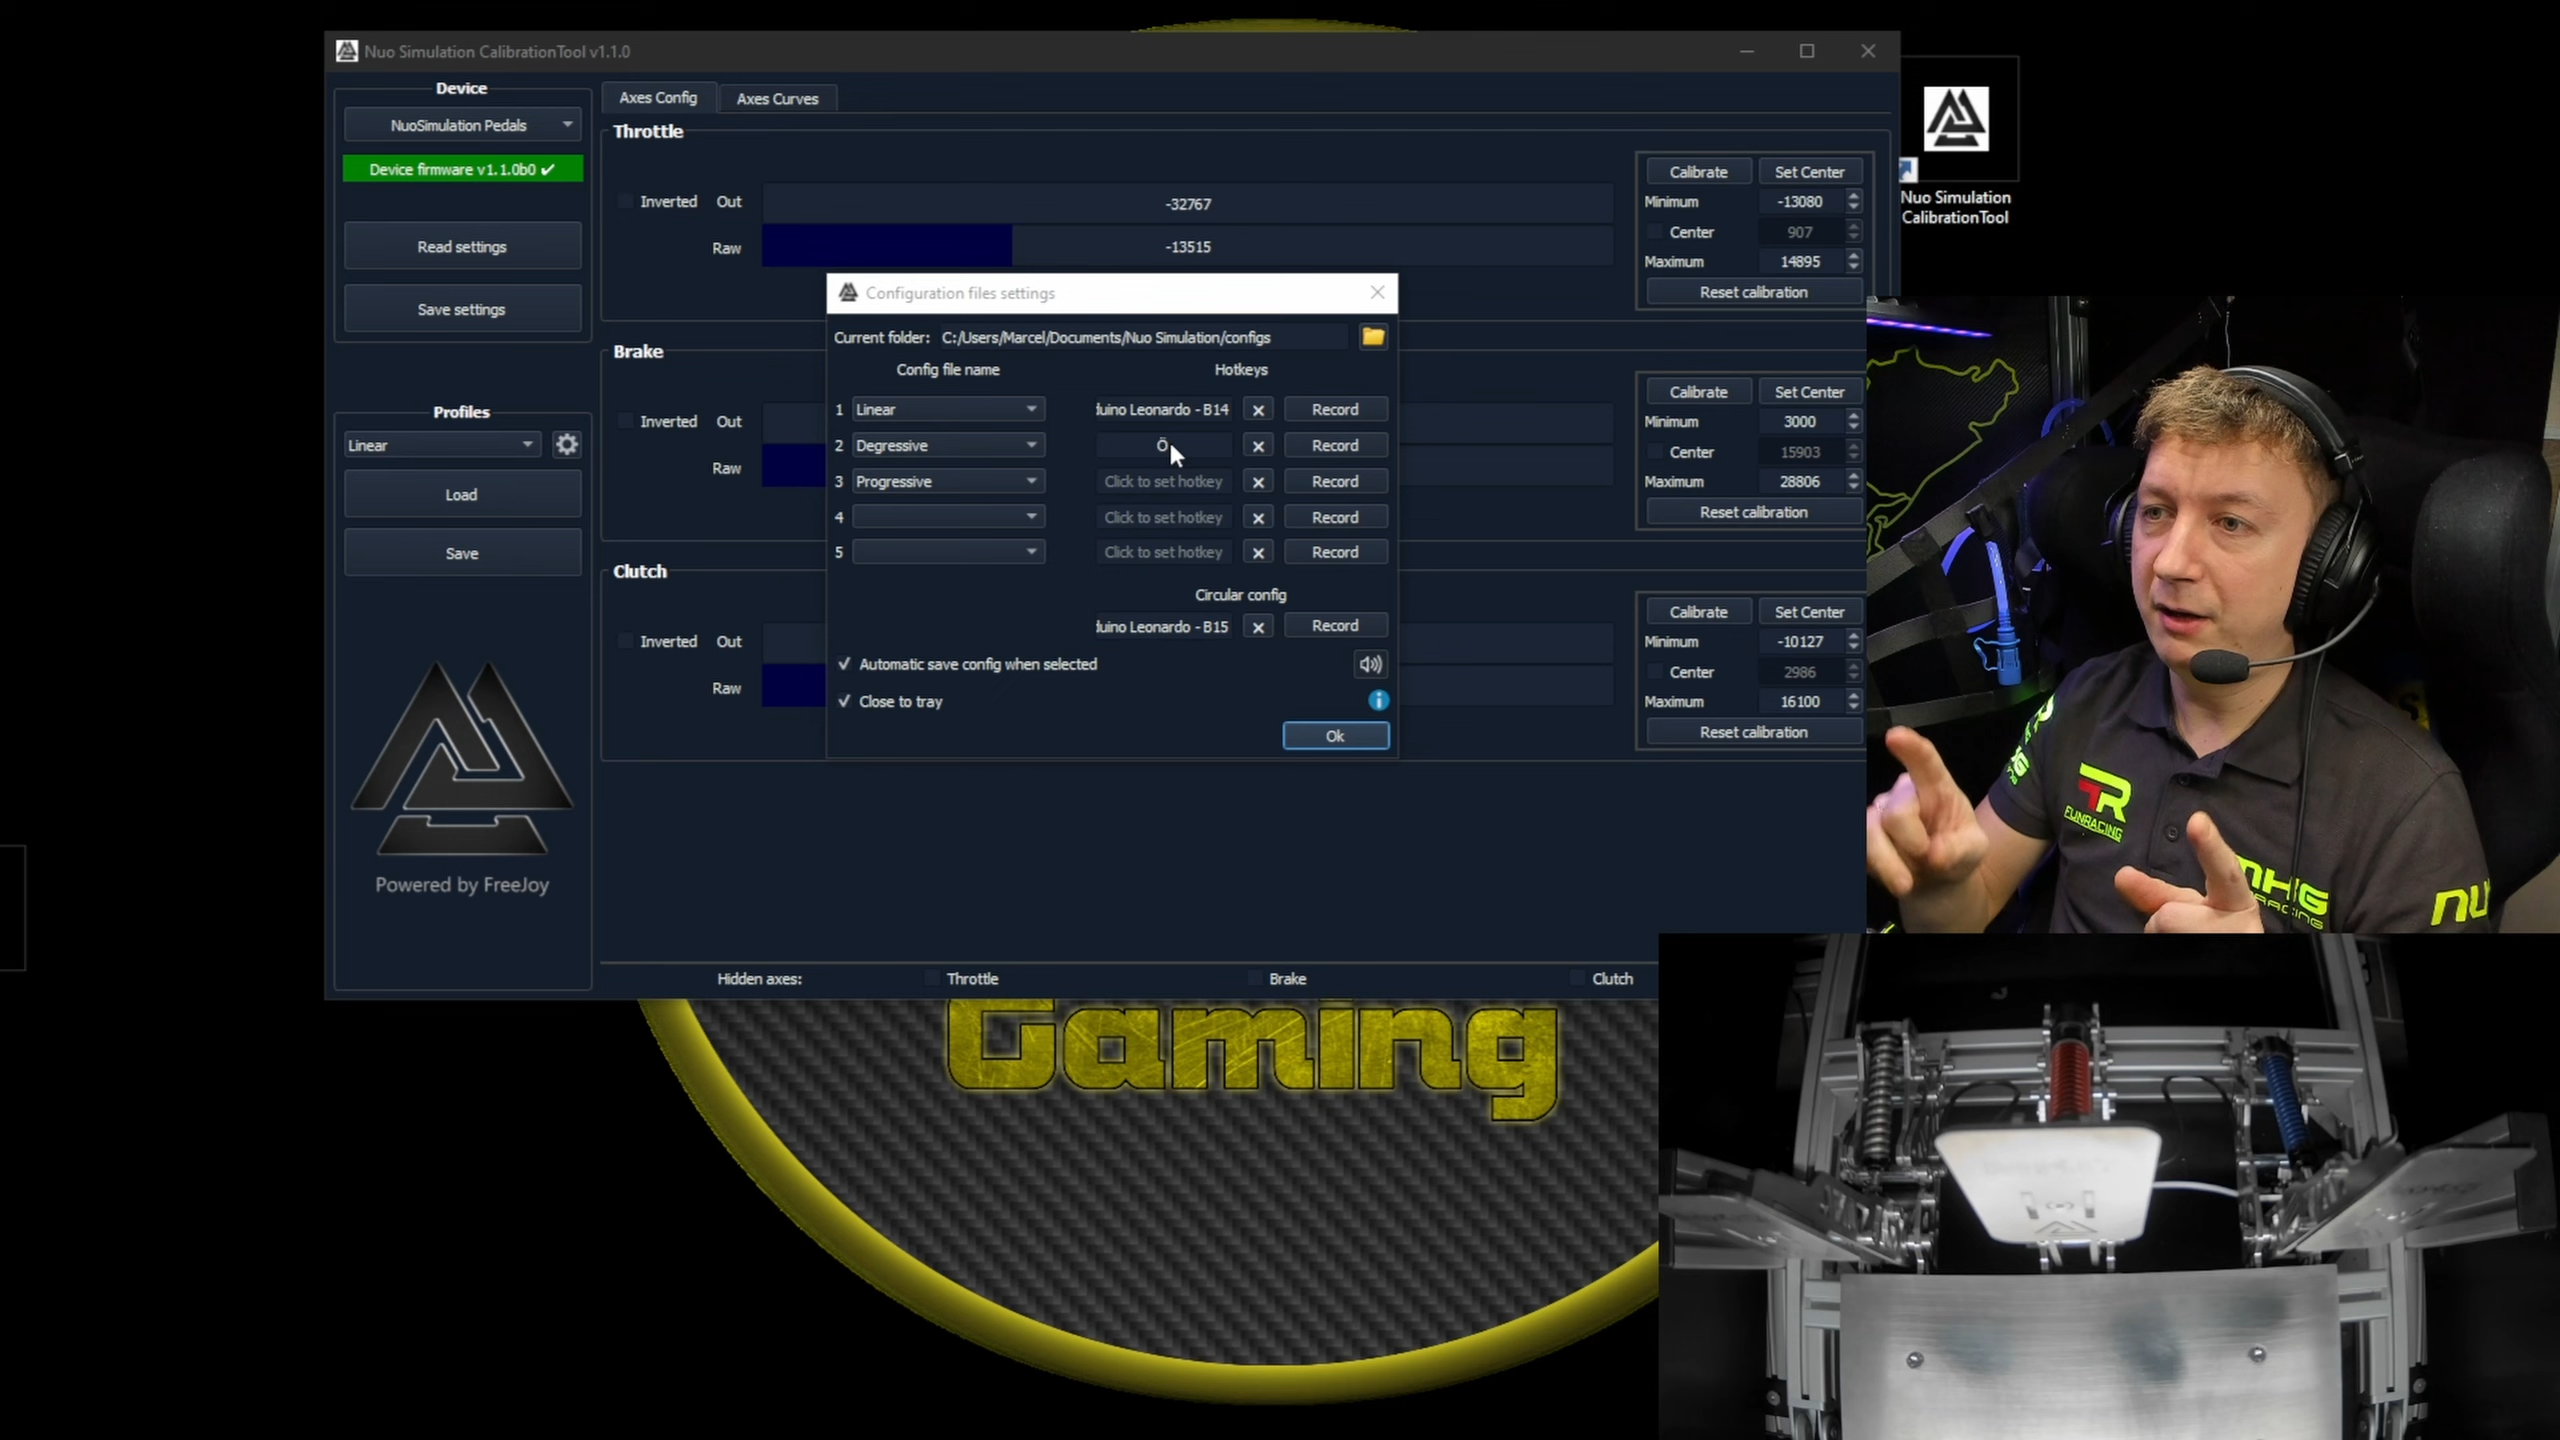 Nuo Simulation CalibrationTool v1.1.0
Device
NuoSimulation Pedals
Device firmware v1.1.0b0 ✔
Read settings
Save settings
Profiles
Linear
Load
Save
Powered by FreeJoy
Axes Config
Axes Curves
Throttle
Inverted
Out
-32767
Raw
-13515
Calibrate
Set Center
Minimum
-13080
Center
907
Maximum
14895
Reset calibration
Brake
Inverted
Out
Raw
Calibrate
Set Center
Minimum
3000
Center
15903
Maximum
28806
Reset calibration
Clutch
Inverted
Out
Raw
Calibrate
Set Center
Minimum
-10127
Center
2986
Maximum
16100
Reset calibration
Hidden axes:
Throttle
Brake
Clutch
Configuration files settings
Current folder:
C:/Users/Marcel/Documents/Nuo Simulation/configs
Config file name
Hotkeys
1 Linear
duino Leonardo - B14
Record
2 Degressive
Ö
Record
3 Progressive
Click to set hotkey
Record
4
Click to set hotkey
Record
5
Click to set hotkey
Record
Circular config
duino Leonardo - B15
Record
Automatic save config when selected
Close to tray
Ok
Nuo Simulation
CalibrationTool
Gaming
FUNRACING
RACING